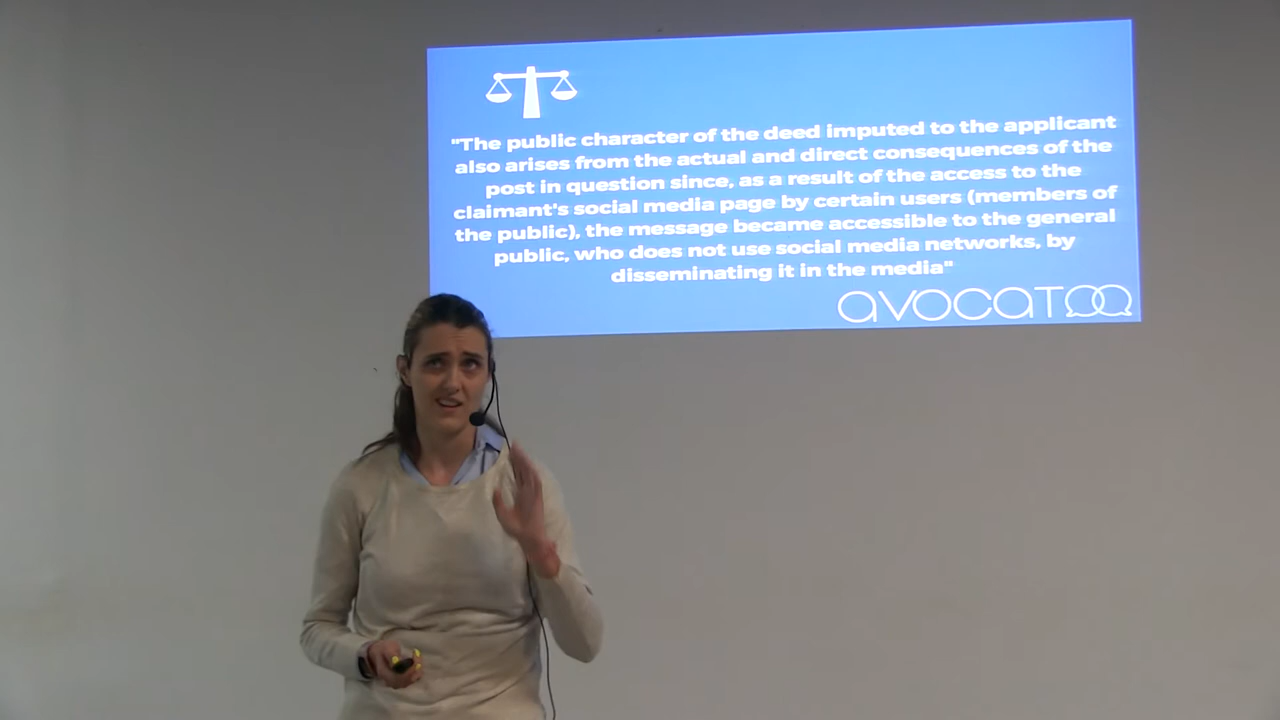 "The public character of the deed imputed to the applicant
also arises from the actual and direct consequences of the
post in question since, as a result of the access to the
claimant's social media page by certain users (members of
the public), the message became accessible to the general
public, who does not use social media networks, by
disseminating it in the media"
avocatoo